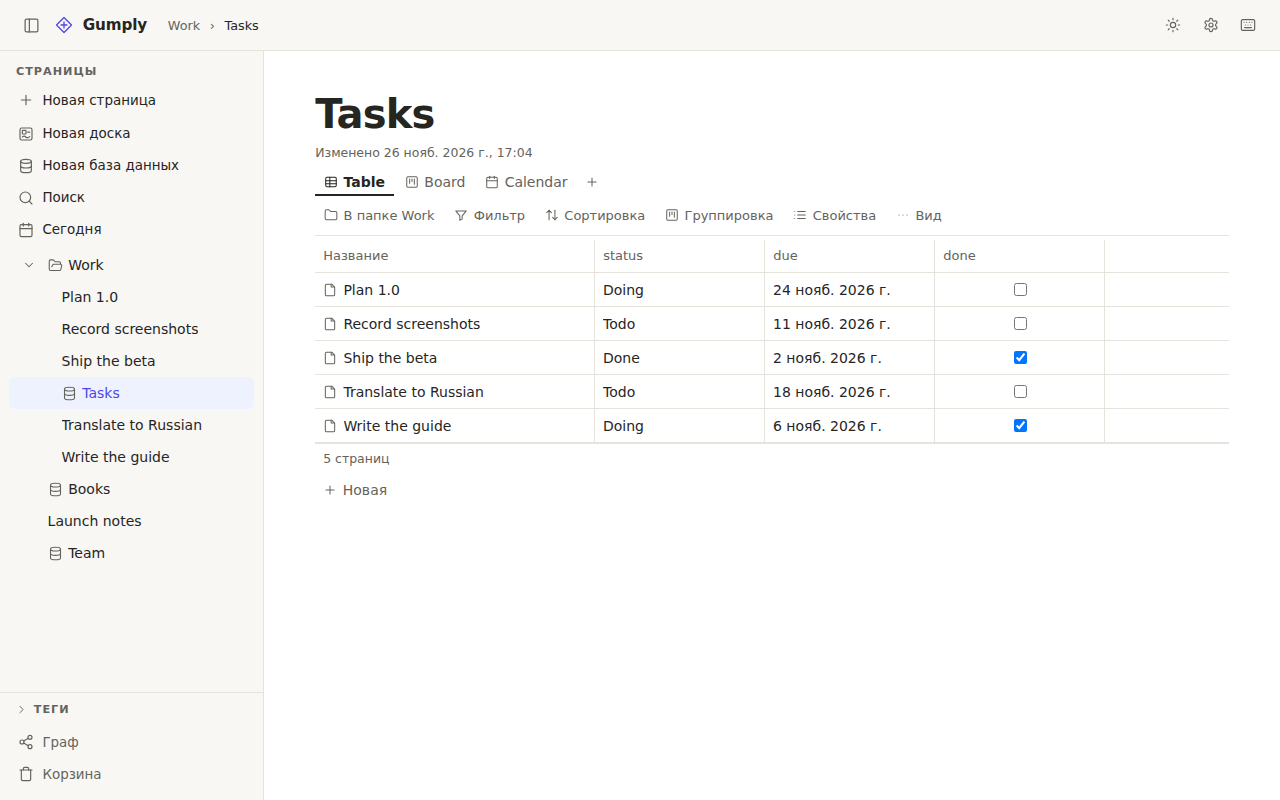 Gumply Work › Tasks
СТРАНИЦЫ
Новая страница
Новая доска
Новая база данных
Поиск
Сегодня
Work
Plan 1.0
Record screenshots
Ship the beta
Tasks
Translate to Russian
Write the guide
Books
Launch notes
Team
ТЕГИ
Граф
Корзина
Tasks
Изменено 26 нояб. 2026 г., 17:04
Table Board Calendar
В папке Work Фильтр Сортировка Группировка Свойства Вид
Название status due done
Plan 1.0 Doing 24 нояб. 2026 г.
Record screenshots Todo 11 нояб. 2026 г.
Ship the beta Done 2 нояб. 2026 г.
Translate to Russian Todo 18 нояб. 2026 г.
Write the guide Doing 6 нояб. 2026 г.
5 страниц
Новая